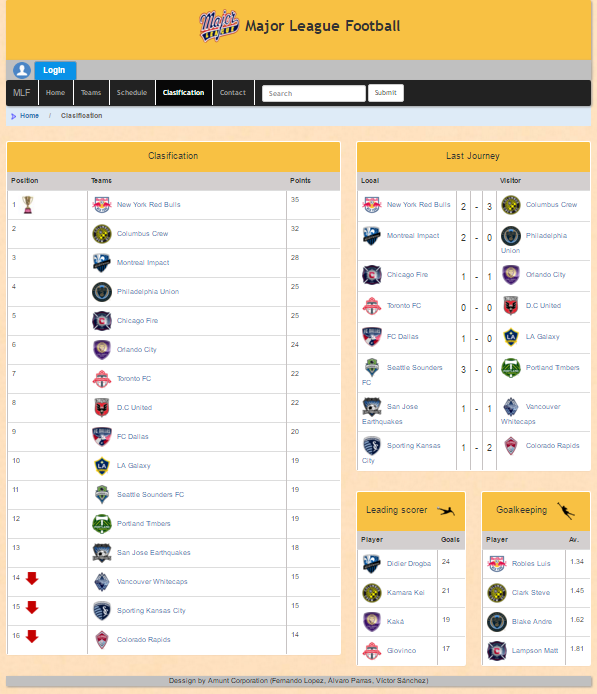 Major League Football
Login
MLF Home Teams Schedule Clasification Contact Search Submit
Home / Clasification
Clasification
Position Teams Points
1 New York Red Bulls 35
2 Columbus Crew 32
3 Montreal Impact 28
4 Philadelphia Union 25
5 Chicago Fire 25
6 Orlando City 24
7 Toronto FC 22
8 D.C United 22
9 FC Dallas 20
10 LA Galaxy 19
11 Seattle Sounders FC 19
12 Portland Timbers 19
13 San Jose Earthquakes 18
14 Vancouver Whitecaps 15
15 Sporting Kansas City 15
16 Colorado Rapids 14
Last Journey
Local Visitor
New York Red Bulls 2 - 3 Columbus Crew
Montreal Impact 2 - 0 Philadelphia
Union
Chicago Fire 1 - 1 Orlando City
Toronto FC 0 - 0 D.C United
FC Dallas 1 - 0 LA Galaxy
Seattle Sounders 3 - 0 Portland Timbers
FC
San Jose 1 - 1 Vancouver
Earthquakes Whitecaps
Sporting Kansas 1 - 2 Colorado Rapids
City
Leading scorer
Player Goals
Didier Drogba 24
Kamara Kei 21
Kaká 19
Giovinco 17
Goalkeeping
Player Av.
Robles Luis 1.34
Clark Steve 1.45
Blake Andre 1.62
Lampson Matt 1.81
Dessign by Amunt Corporation (Fernando Lopez, Álvaro Parras, Víctor Sánchez)